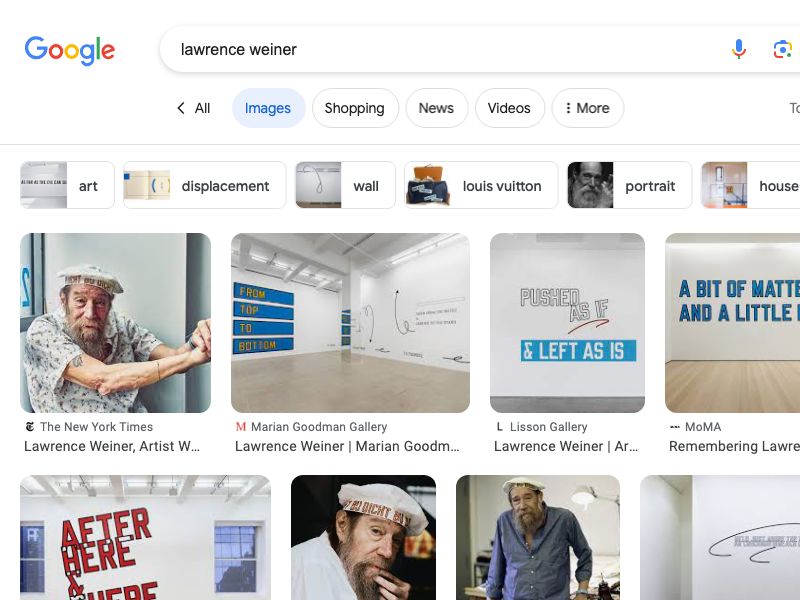 Google
lawrence weiner
All
Images
Shopping
News
Videos
More
To
art
displacement
wall
louis vuitton
portrait
house
FROM
TOP
TO
BOTTOM
PUSHED
AS IF
& LEFT AS IS
A BIT OF MATTE
AND A LITTLE
The New York Times
Marian Goodman Gallery
Lisson Gallery
MoMA
Lawrence Weiner, Artist W...
Lawrence Weiner | Marian Goodm...
Lawrence Weiner | Ar...
Remembering Lawre
AFTER
HERE
&